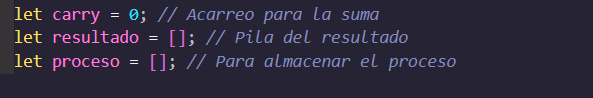 let carry = 0; // Acarreo para la suma
let resultado = []; // Pila del resultado
let proceso = []; // Para almacenar el proceso